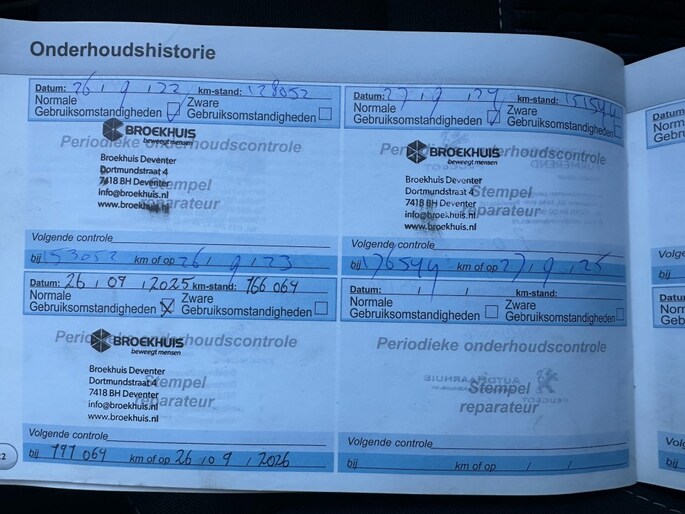 Onderhoudshistorie
Datum: 26 / 9 / 22 km-stand: 128052
Normale Gebruiksomstandigheden Zware Gebruiksomstandigheden
Periodieke onderhoudscontrole
BROEKHUIS
beweegt mensen
Broekhuis Deventer
Dortmundstraat 4
7418 BH Deventer
info@broekhuis.nl
www.broekhuis.nl
Stempel
reparateur
Volgende controle
bij 153052 km of op 26 / 9 / 23
Datum: 27 / 9 / 24 km-stand: 151544
Normale Gebruiksomstandigheden Zware Gebruiksomstandigheden
Periodieke onderhoudscontrole
BROEKHUIS
beweegt mensen
Broekhuis Deventer
Dortmundstraat 4
7418 BH Deventer
info@broekhuis.nl
www.broekhuis.nl
Stempel
reparateur
Volgende controle
bij 176544 km of op 27 / 9 / 25
Datum: 26 / 09 / 2025 km-stand: 166 064
Normale Gebruiksomstandigheden Zware Gebruiksomstandigheden
Periodieke onderhoudscontrole
BROEKHUIS
beweegt mensen
Broekhuis Deventer
Dortmundstraat 4
7418 BH Deventer
info@broekhuis.nl
www.broekhuis.nl
Stempel
reparateur
Volgende controle
bij 191 064 km of op 26 / 09 / 2026
Datum: / / km-stand:
Normale Gebruiksomstandigheden Zware Gebruiksomstandigheden
Periodieke onderhoudscontrole
Stempel
reparateur
Volgende controle
bij km of op / /
22